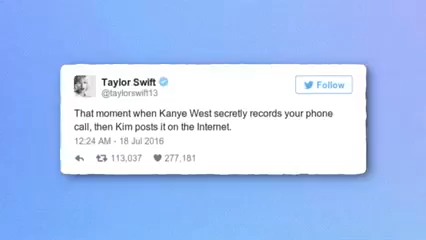 Taylor Swift
@taylorswift13
Follow
That moment when Kanye West secretly records your phone
call, then Kim posts it on the Internet.
12:24 AM - 18 Jul 2016
113,037 277,181